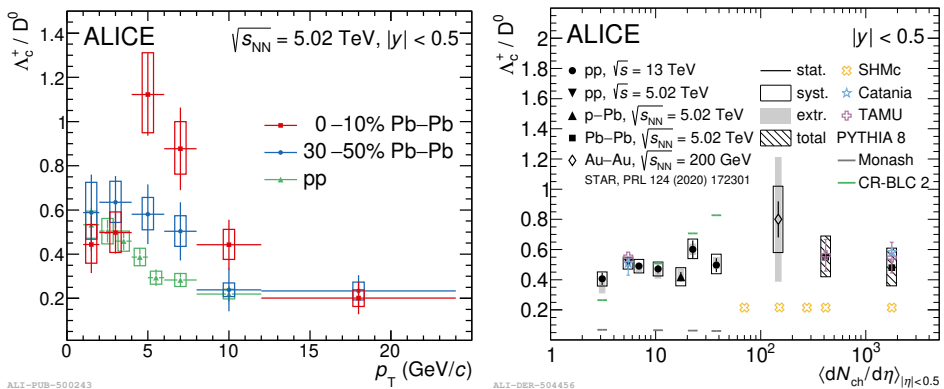 ALICE
√sNN = 5.02 TeV, |y| < 0.5
Λc+ / D0
1.4
1.2
1
0.8
0.6
0.4
0.2
0–10% Pb–Pb
30–50% Pb–Pb
pp
0 5 10 15 20
pT (GeV/c)
ALI-PUB-500243
ALICE
|y| < 0.5
Λc+ / D0
2
1.8
1.6
1.4
1.2
1
0.8
0.6
0.4
0.2
pp, √s = 13 TeV
pp, √s = 5.02 TeV
p–Pb, √sNN = 5.02 TeV
Pb–Pb, √sNN = 5.02 TeV
Au–Au, √sNN = 200 GeV
STAR, PRL 124 (2020) 172301
stat.
syst.
extr.
total
SHMc
Catania
TAMU
PYTHIA 8
Monash
CR-BLC 2
1 10 10² 10³
⟨dNch/dη⟩|η|<0.5
ALI-DER-504456